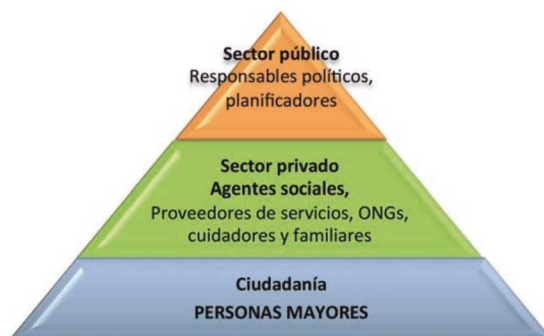 Sector público
Responsables políticos,
planificadores
Sector privado
Agentes sociales,
Proveedores de servicios, ONGs,
cuidadores y familiares
Ciudadanía
PERSONAS MAYORES